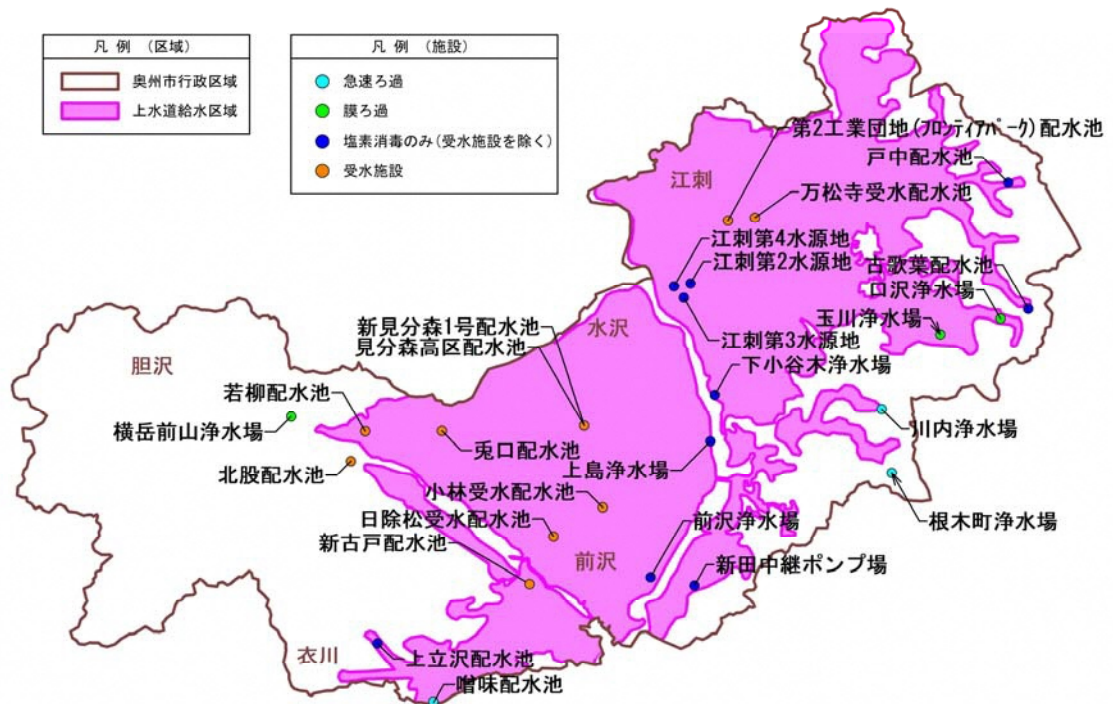 凡 例 (区域)
奥州市行政区域
上水道給水区域
凡 例 (施設)
急速ろ過
膜ろ過
塩素消毒のみ(受水施設を除く)
受水施設
第2工業団地(フロンティアパーク)配水池
戸中配水池
江刺
万松寺受水配水池
江刺第4水源地
江刺第2水源地
古歌葉配水池
口沢浄水場
玉川浄水場
江刺第3水源地
新見分森1号配水池
見分森高区配水池
水沢
胆沢
若柳配水池
下小谷木浄水場
横岳前山浄水場
兎口配水池
川内浄水場
上島浄水場
北股配水池
小林受水配水池
日除松受水配水池
前沢浄水場
根木町浄水場
新古戸配水池
前沢
新田中継ポンプ場
衣川
上立沢配水池
噌味配水池